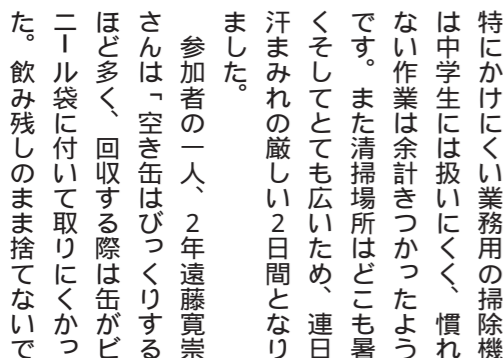 特にかけにくい業務用の掃除機
は中学生には扱いにくく、慣れ
ない作業は余計きつかったよう
です。また清掃場所はどこも暑
くそしてとても広いため、連日
汗まみれの厳しい2日間となり
ました。
　参加者の一人、2年遠藤寛崇
さんは「空き缶はびっくりする
ほど多く、回収する際は缶がビ
ニール袋に付いて取りにくかっ
た。飲み残しのまま捨てないで